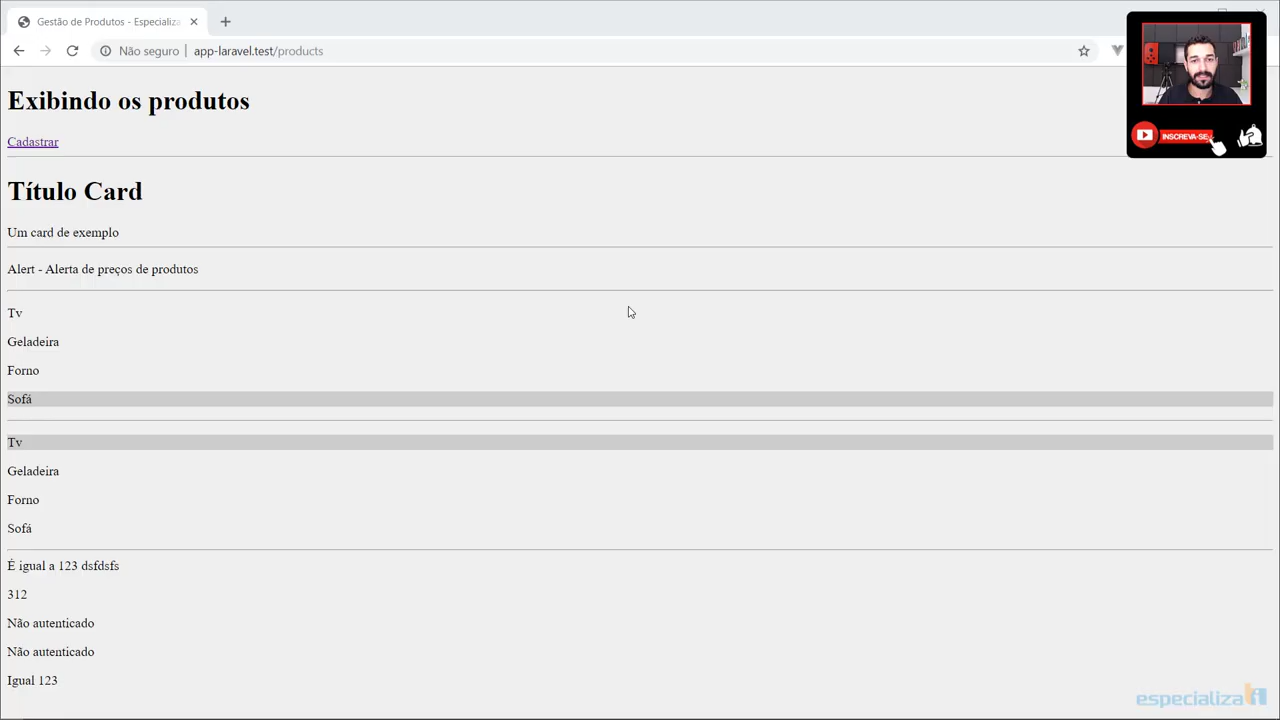 Gestão de Produtos - Especializa
Não seguro
app-laravel.test/products
INSCREVA-SE
Exibindo os produtos
Cadastrar
Título Card
Um card de exemplo
Alert - Alerta de preços de produtos
Tv
Geladeira
Forno
Sofá
Tv
Geladeira
Forno
Sofá
É igual a 123 dsfdsfs
312
Não autenticado
Não autenticado
Igual 123
especializati